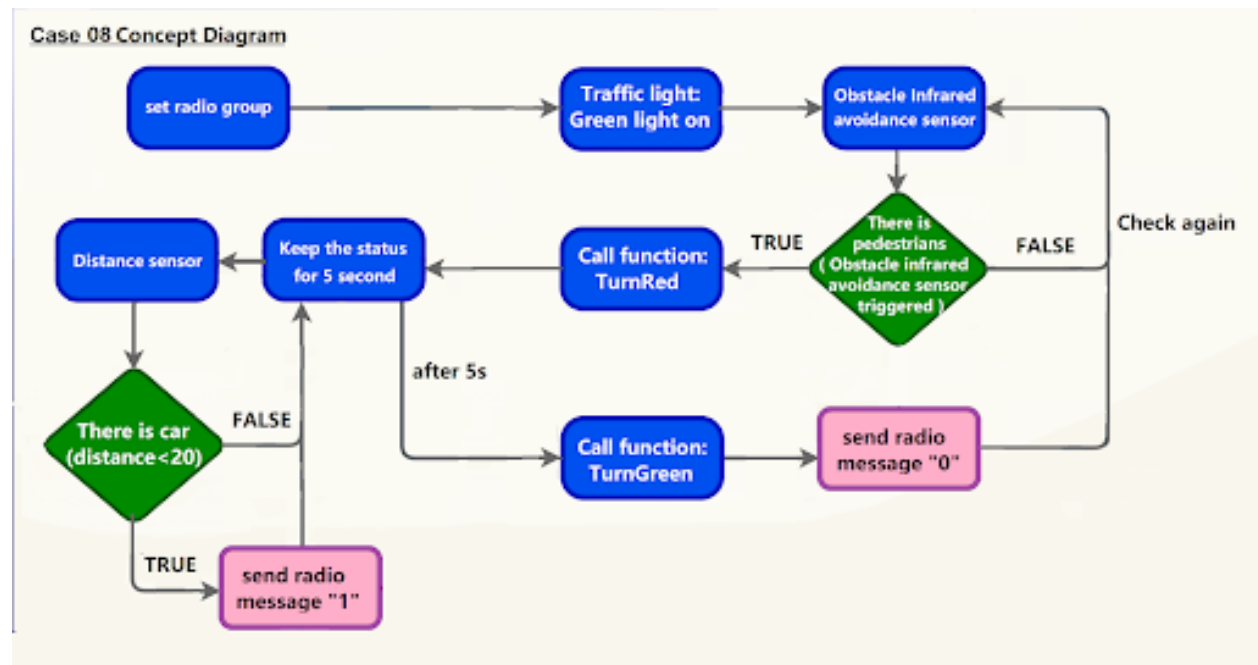 Case 08 Concept Diagram
set radio group
Traffic light:
Green light on
Obstacle Infrared
avoidance sensor
There is
pedestrians
( Obstacle infrared
avoidance sensor
triggered )
TRUE
FALSE
Check again
Call function:
TurnRed
Keep the status
for 5 second
Distance sensor
There is car
(distance<20)
FALSE
TRUE
send radio
message "1"
after 5s
Call function:
TurnGreen
send radio
message "0"